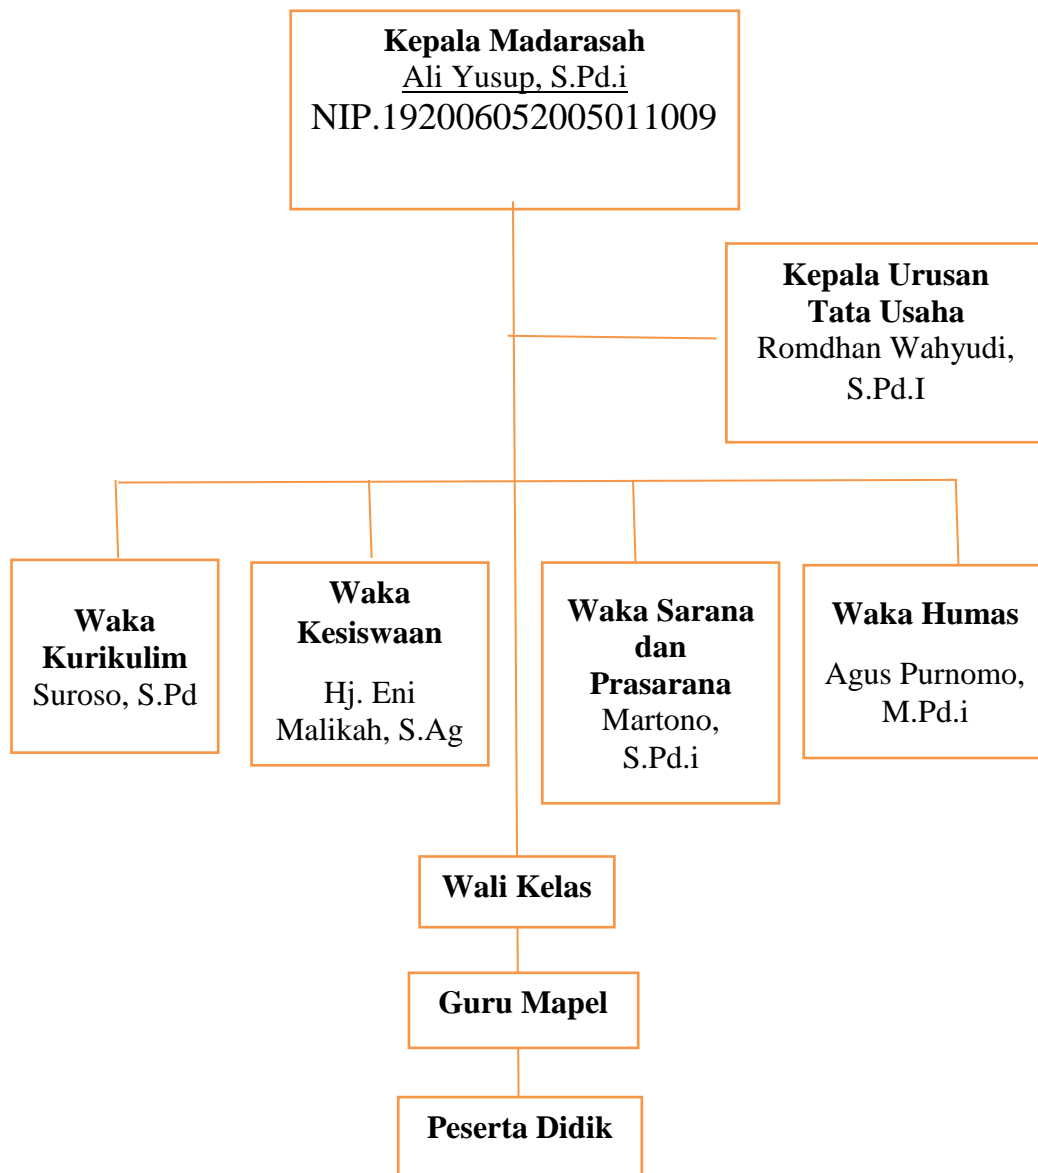 Kepala Madarasah
Ali Yusup, S.Pd.i
NIP.192006052005011009
Kepala Urusan
Tata Usaha
Romdhan Wahyudi,
S.Pd.I
Waka
Kurikulim
Suroso, S.Pd
Waka
Kesiswaan
Hj. Eni
Malikah, S.Ag
Waka Sarana
dan
Prasarana
Martono,
S.Pd.i
Waka Humas
Agus Purnomo,
M.Pd.i
Wali Kelas
Guru Mapel
Peserta Didik